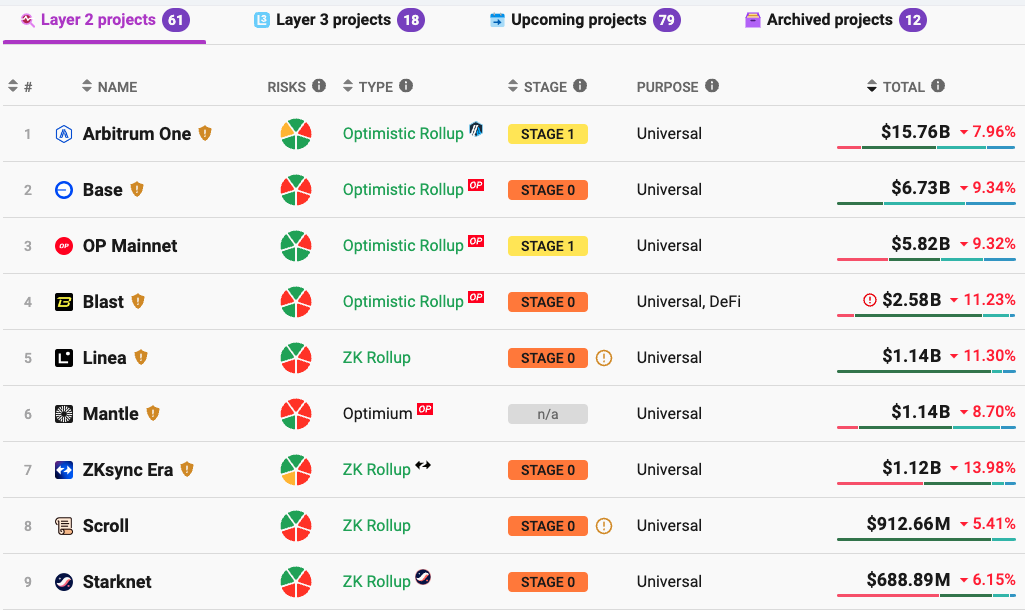 Layer 2 projects 61 Layer 3 projects 18 Upcoming projects 79 Archived projects 12
# NAME RISKS TYPE STAGE PURPOSE TOTAL
1 Arbitrum One Optimistic Rollup STAGE 1 Universal $15.76B 7.96%
2 Base Optimistic Rollup OP STAGE 0 Universal $6.73B 9.34%
3 OP OP Mainnet Optimistic Rollup OP STAGE 1 Universal $5.82B 9.32%
4 Blast Optimistic Rollup OP STAGE 0 Universal, DeFi $2.58B 11.23%
5 Linea ZK Rollup STAGE 0 Universal $1.14B 11.30%
6 Mantle Optimium OP n/a Universal $1.14B 8.70%
7 ZKsync Era ZK Rollup STAGE 0 Universal $1.12B 13.98%
8 Scroll ZK Rollup STAGE 0 Universal $912.66M 5.41%
9 Starknet ZK Rollup STAGE 0 Universal $688.89M 6.15%